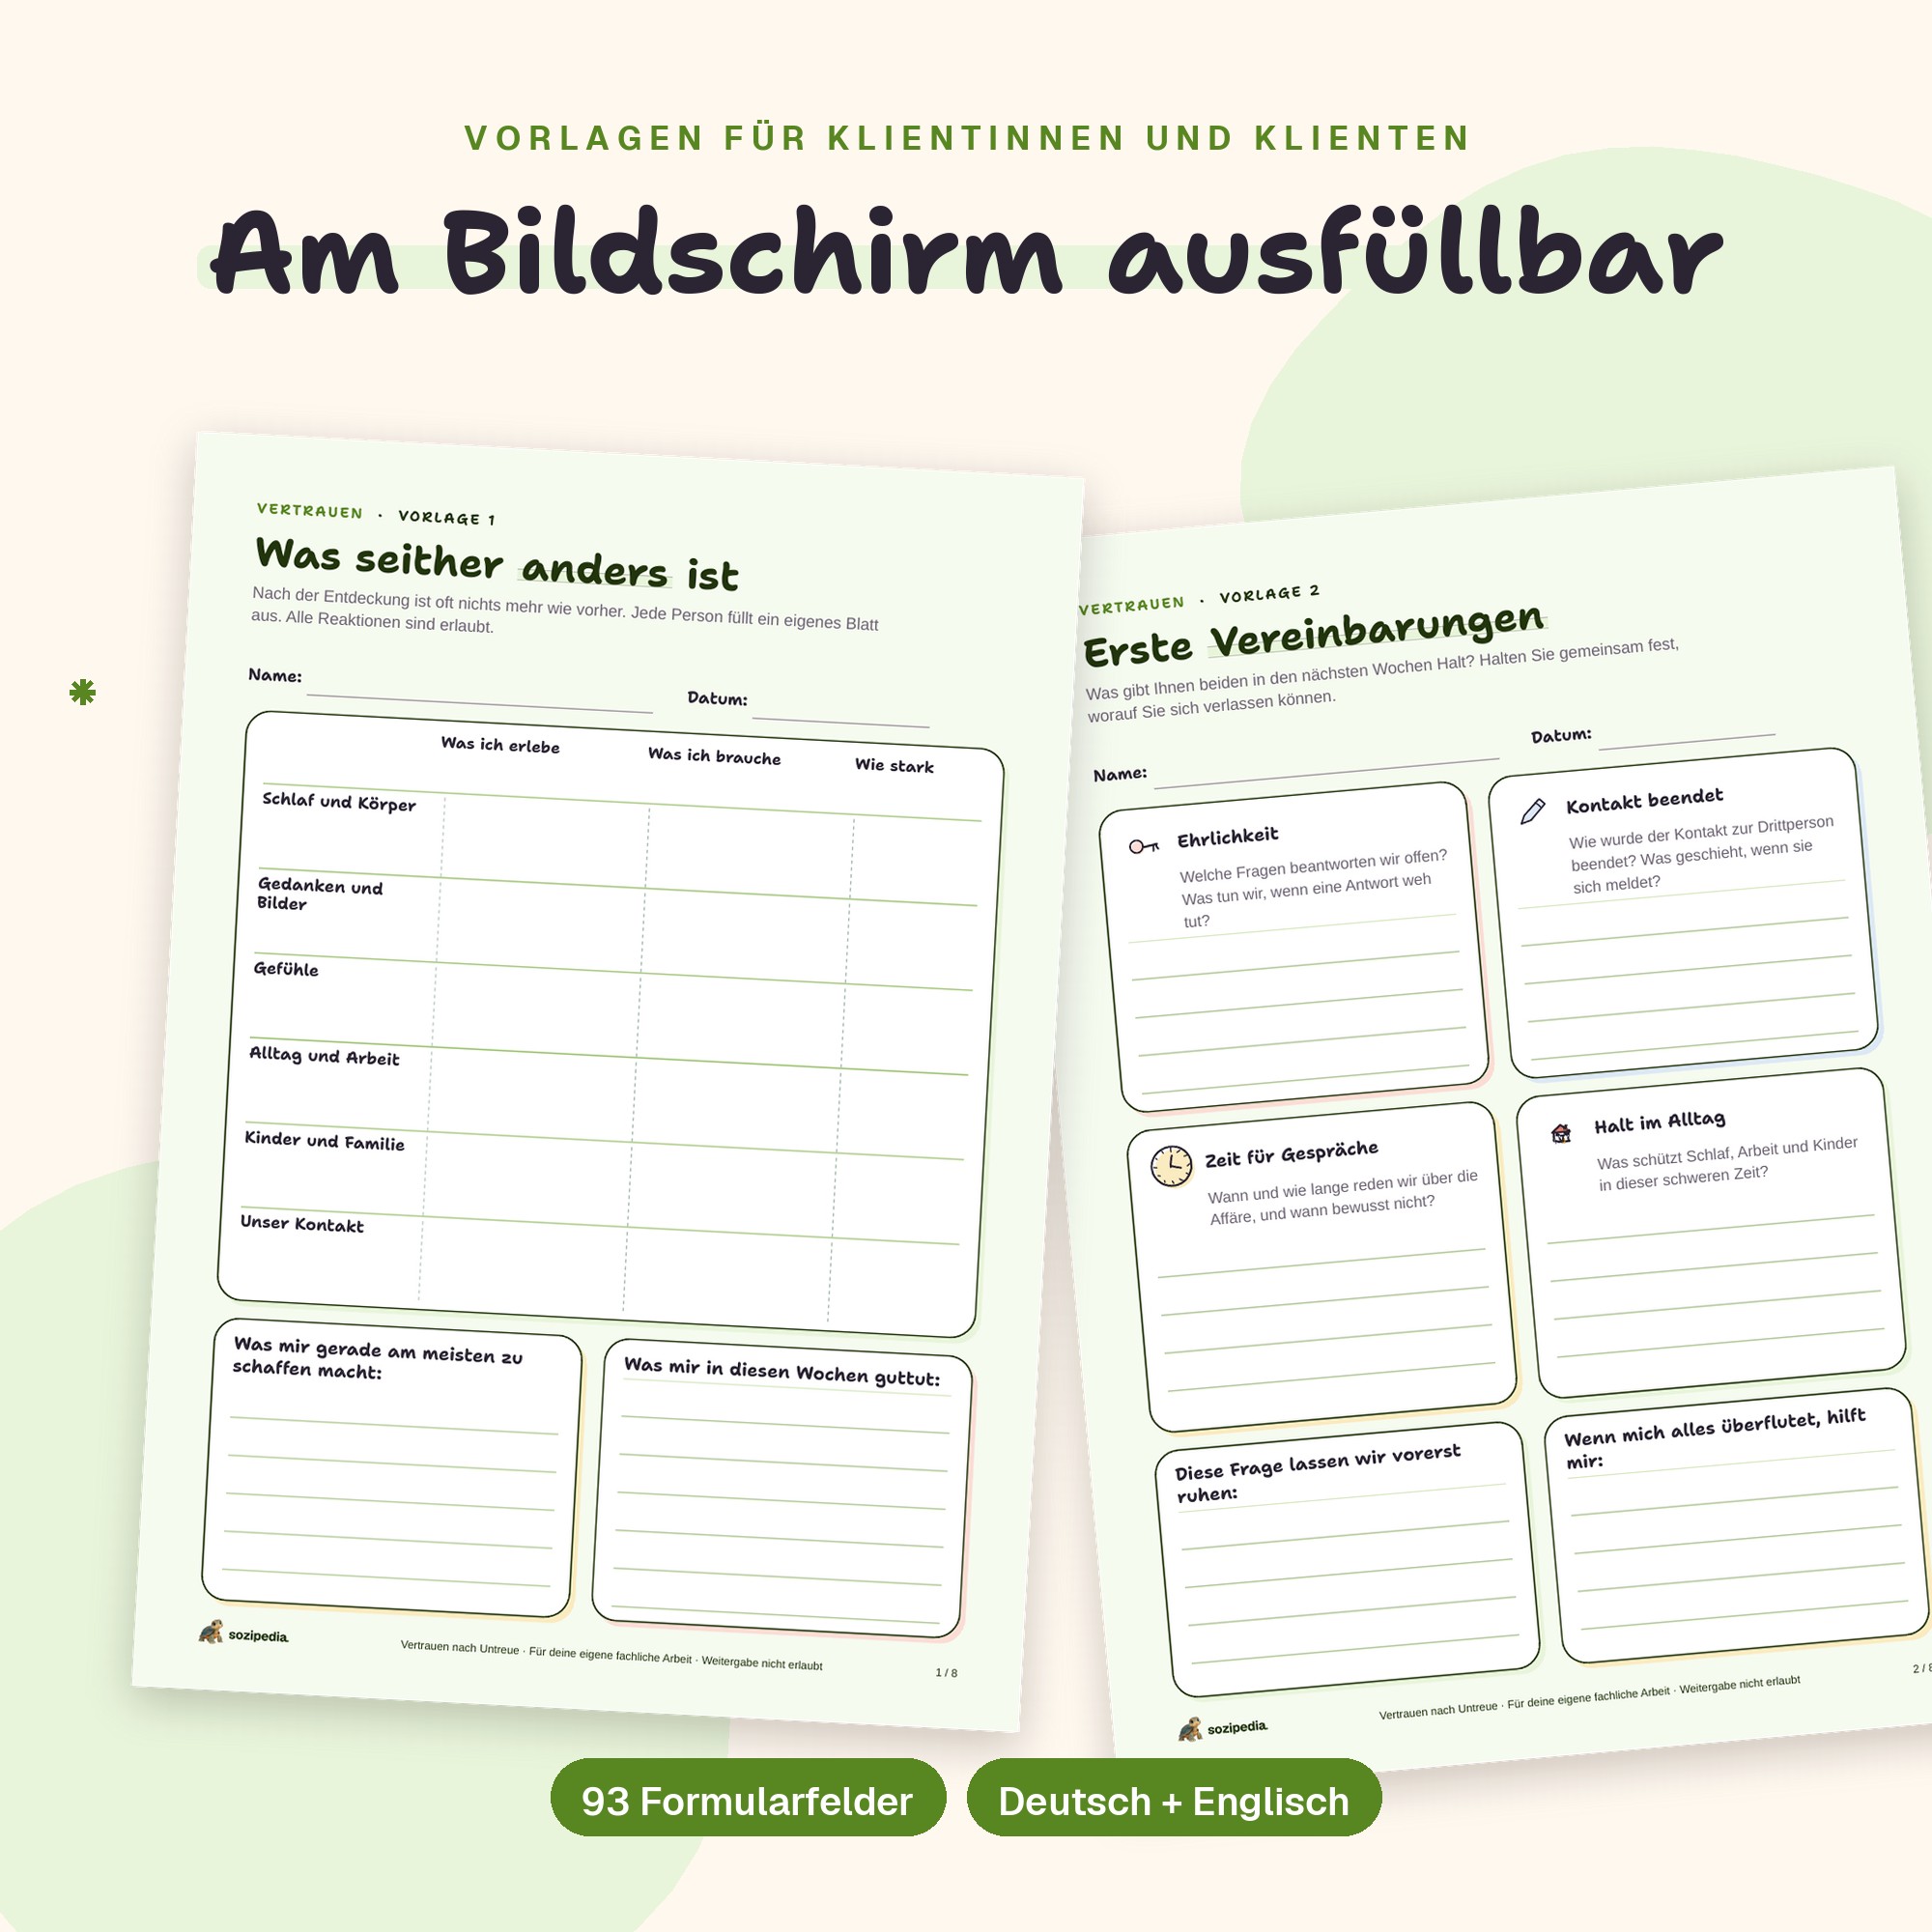 VORLAGEN FÜR KLIENTINNEN UND KLIENTEN
Am Bildschirm ausfüllbar
VERTRAUEN · VORLAGE 1
Was seither anders ist
Nach der Entdeckung ist oft nichts mehr wie vorher. Jede Person füllt ein eigenes Blatt
aus. Alle Reaktionen sind erlaubt.
Name:
Datum:
Was ich erlebe
Was ich brauche
Wie stark
Schlaf und Körper
Gedanken und
Bilder
Gefühle
Alltag und Arbeit
Kinder und Familie
Unser Kontakt
Was mir gerade am meisten zu
schaffen macht:
Was mir in diesen Wochen guttut:
sozipedia.
Vertrauen nach Untreue · Für deine eigene fachliche Arbeit · Weitergabe nicht erlaubt
1 / 8
VERTRAUEN · VORLAGE 2
Erste Vereinbarungen
Was gibt Ihnen beiden in den nächsten Wochen Halt? Halten Sie gemeinsam fest,
worauf Sie sich verlassen können.
Name:
Datum:
Ehrlichkeit
Welche Fragen beantworten wir offen?
Was tun wir, wenn eine Antwort weh
tut?
Kontakt beendet
Wie wurde der Kontakt zur Drittperson
beendet? Was geschieht, wenn sie
sich meldet?
Zeit für Gespräche
Wann und wie lange reden wir über die
Affäre, und wann bewusst nicht?
Halt im Alltag
Was schützt Schlaf, Arbeit und Kinder
in dieser schweren Zeit?
Diese Frage lassen wir vorerst
ruhen:
Wenn mich alles überflutet, hilft
mir:
sozipedia.
Vertrauen nach Untreue · Für deine eigene fachliche Arbeit · Weitergabe nicht erlaubt
2 / 8
93 Formularfelder
Deutsch + Englisch